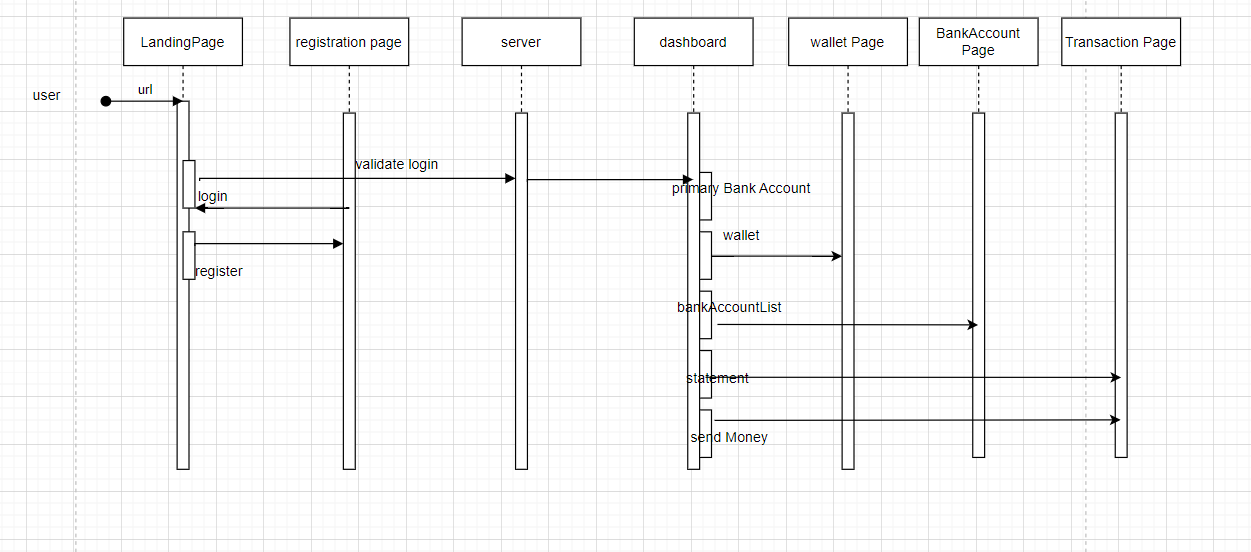 LandingPage
registration page
server
dashboard
wallet Page
BankAccount
Page
Transaction Page
user
url
validate login
login
primary Bank Account
wallet
register
bankAccountList
statement
send Money